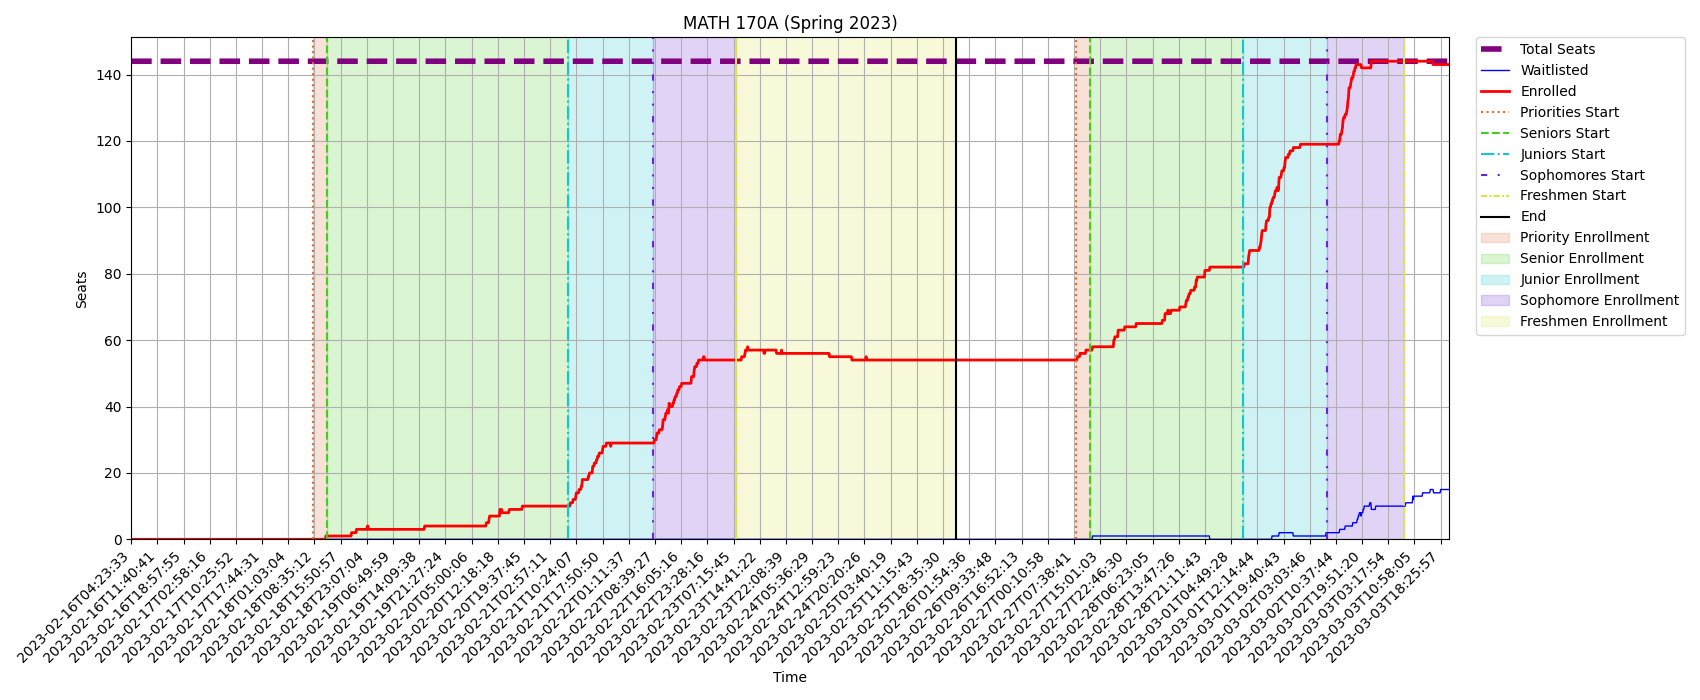 MATH 170A (Spring 2023)
Seats
140
120
100
80
60
40
20
0
2023-02-16T04:23:33
2023-02-16T11:40:41
2023-02-16T18:57:55
2023-02-17T02:58:16
2023-02-17T10:25:52
2023-02-17T17:44:31
2023-02-18T01:03:04
2023-02-18T08:35:12
2023-02-18T15:50:57
2023-02-18T23:07:04
2023-02-19T06:49:59
2023-02-19T14:09:38
2023-02-19T21:27:24
2023-02-20T05:00:06
2023-02-20T12:18:18
2023-02-20T19:37:45
2023-02-21T02:57:11
2023-02-21T10:24:07
2023-02-21T17:50:50
2023-02-22T01:11:37
2023-02-22T08:39:27
2023-02-22T16:05:16
2023-02-22T23:28:16
2023-02-23T07:15:45
2023-02-23T14:41:22
2023-02-23T22:08:39
2023-02-24T05:36:29
2023-02-24T12:59:23
2023-02-24T20:20:26
2023-02-25T03:40:19
2023-02-25T11:15:43
2023-02-25T18:35:30
2023-02-26T01:54:36
2023-02-26T09:33:48
2023-02-26T16:52:13
2023-02-27T00:10:58
2023-02-27T07:38:41
2023-02-27T15:01:03
2023-02-27T22:46:30
2023-02-28T06:23:05
2023-02-28T13:47:26
2023-02-28T21:11:43
2023-03-01T04:49:28
2023-03-01T12:14:44
2023-03-01T19:40:43
2023-03-02T03:03:46
2023-03-02T10:37:44
2023-03-02T19:51:20
2023-03-03T03:17:54
2023-03-03T10:58:05
2023-03-03T18:25:57
Time
Total Seats
Waitlisted
Enrolled
Priorities Start
Seniors Start
Juniors Start
Sophomores Start
Freshmen Start
End
Priority Enrollment
Senior Enrollment
Junior Enrollment
Sophomore Enrollment
Freshmen Enrollment